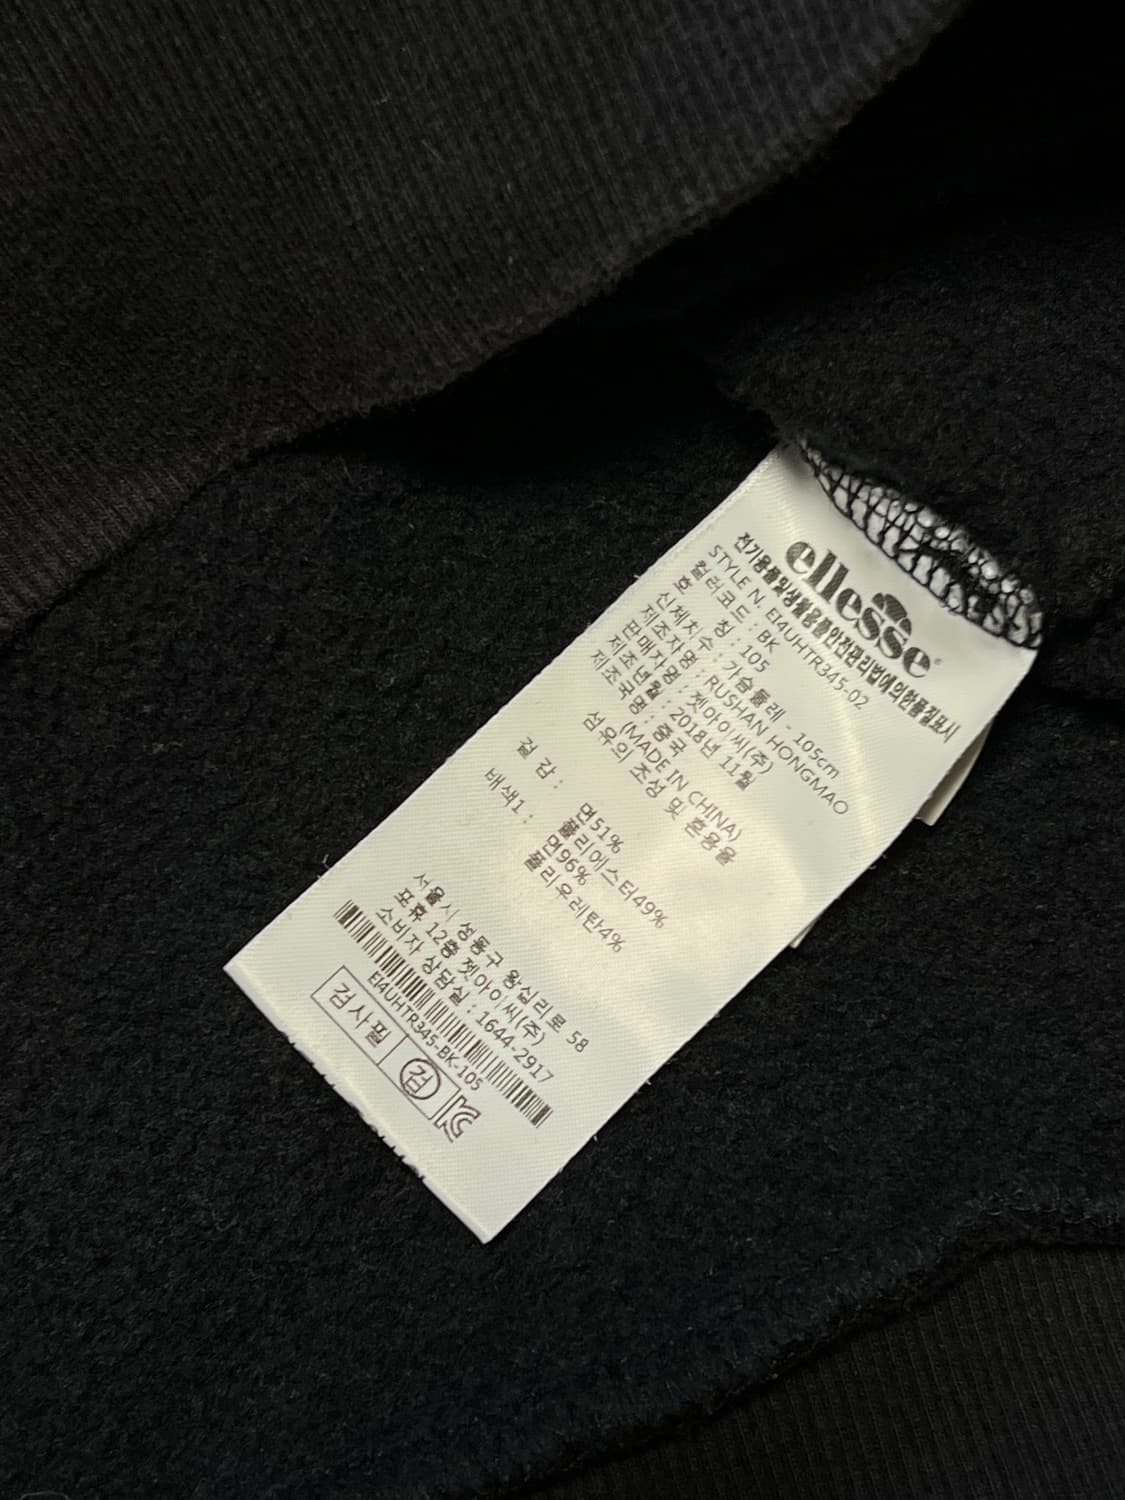 ellesse
전기용품및생활용품안전관리법에의한품질표시
STYLE N. EI4UHTR345-02
컬러코드 : BK
호 칭 : 105
신체치수 : 가슴둘레 - 105cm
제조자명 : RUSHAN HONGMAO
판매자명 : 젯아이씨(주)
제조년월 : 2018년 11월
제조국명 : 중국
(MADE IN CHINA)
섬유의 조성 및 혼용율
겉 감 : 면51%
폴리에스터49%
배색1 : 면96%
폴리우레탄4%
서울시 성동구 왕십리로 58
포휴 12층 젯아이씨(주)
소비자 상담실 : 1644-2917
EI4UHTR345-BK-105
검사필 검